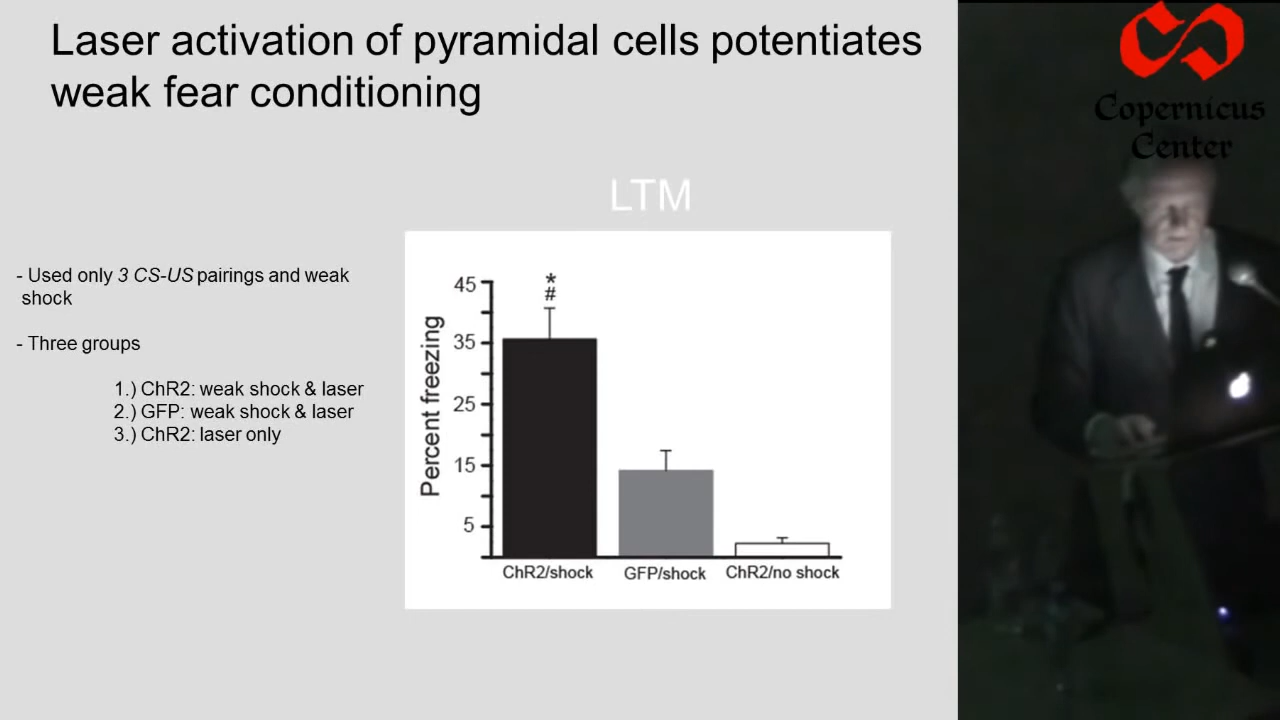 Laser activation of pyramidal cells potentiates
weak fear conditioning
Copernicus
Center
LTM
- Used only 3 CS-US pairings and weak
shock
- Three groups
1.) ChR2: weak shock & laser
2.) GFP: weak shock & laser
3.) ChR2: laser only
Percent freezing
45
35
25
15
5
*
#
ChR2/shock
GFP/shock
ChR2/no shock